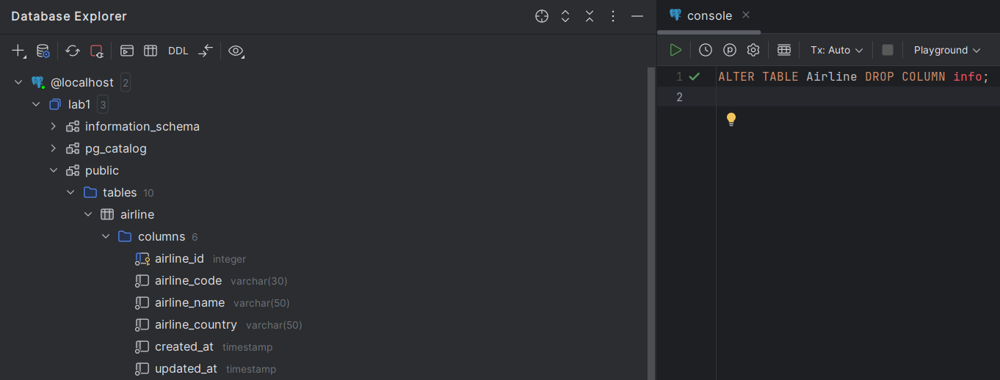 Database Explorer
DDL
@localhost 2
lab1 3
information_schema
pg_catalog
public
tables 10
airline
columns 6
airline_id integer
airline_code varchar(30)
airline_name varchar(50)
airline_country varchar(50)
created_at timestamp
updated_at timestamp
console
Tx: Auto
Playground
1 ALTER TABLE Airline DROP COLUMN info;
2